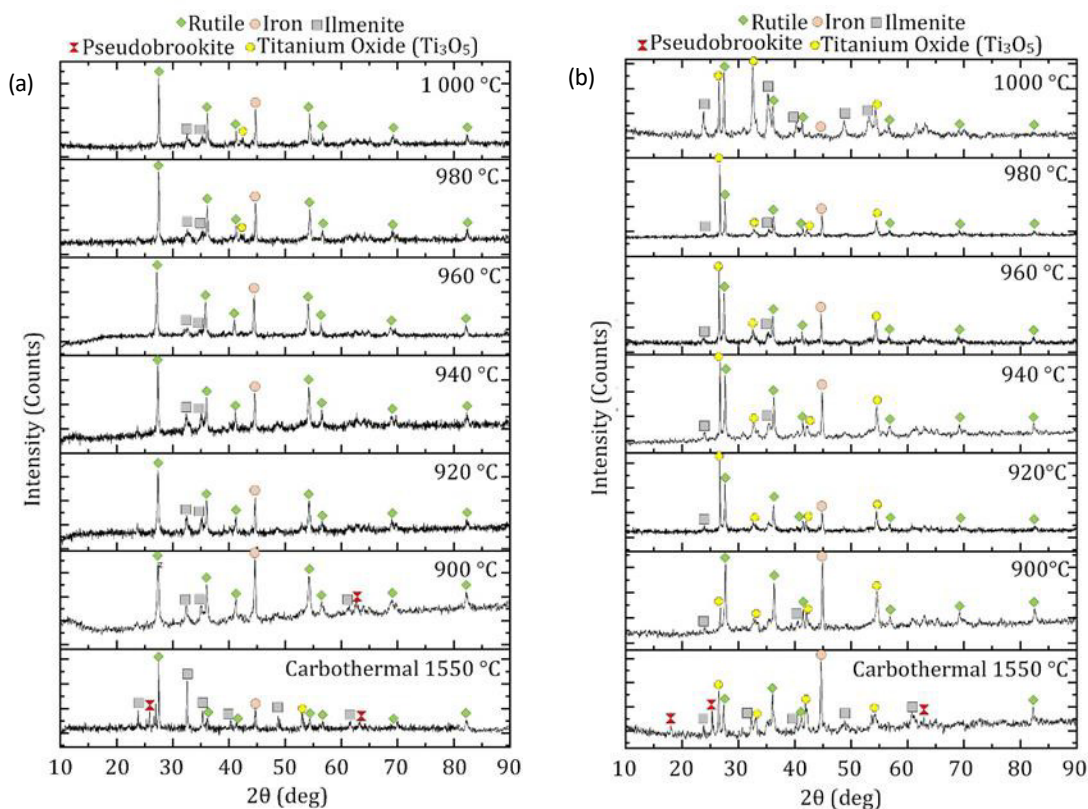 Rutile Iron Ilmenite
Pseudobrookite Titanium Oxide (Ti₃O₅)
(a)
1 000 °C
980 °C
960 °C
940 °C
920 °C
900 °C
Carbothermal 1550 °C
Intensity (Counts)
10 20 30 40 50 60 70 80 90
2θ (deg)
Rutile Iron Ilmenite
Pseudobrookite Titanium Oxide (Ti₃O₅)
(b)
1000 °C
980 °C
960 °C
940 °C
920°C
900°C
Carbothermal 1550 °C
Intensity (Counts)
10 20 30 40 50 60 70 80 90
2θ (deg)